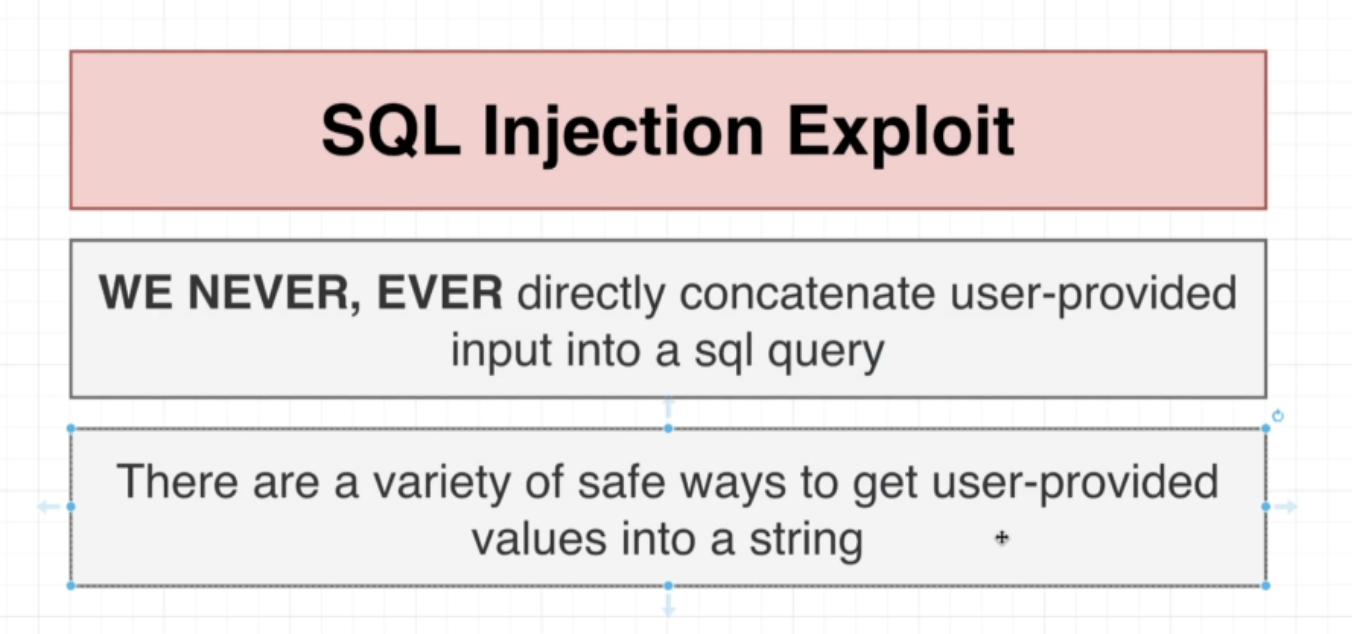 SQL Injection Exploit
WE NEVER, EVER directly concatenate user-provided
input into a sql query
There are a variety of safe ways to get user-provided
values into a string